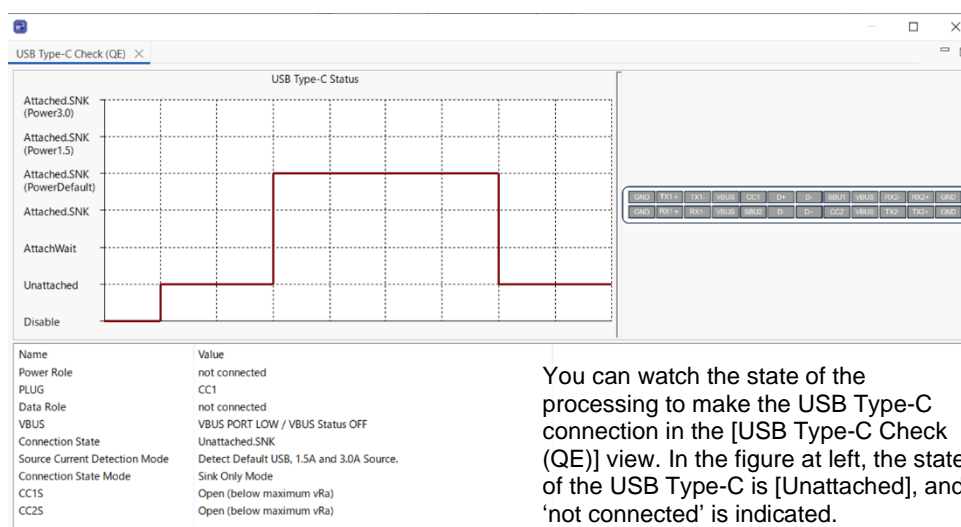 USB Type-C Check (QE)
USB Type-C Status
Attached.SNK
(Power3.0)
Attached.SNK
(Power1.5)
Attached.SNK
(PowerDefault)
Attached.SNK
AttachWait
Unattached
Disable
GND TX1+ TX1- VBUS CC1 D+ D- SBU1 VBUS RX2- RX2+ GND
GND RX1+ RX1- VBUS SBU2 D- D+ CC2 VBUS TX2- TX2+ GND
Name Value
Power Role not connected
PLUG CC1
Data Role not connected
VBUS VBUS PORT LOW / VBUS Status OFF
Connection State Unattached.SNK
Source Current Detection Mode Detect Default USB, 1.5A and 3.0A Source.
Connection State Mode Sink Only Mode
CC1S Open (below maximum vRa)
CC2S Open (below maximum vRa)
You can watch the state of the
processing to make the USB Type-C
connection in the [USB Type-C Check
(QE)] view. In the figure at left, the state
of the USB Type-C is [Unattached], and
‘not connected’ is indicated.